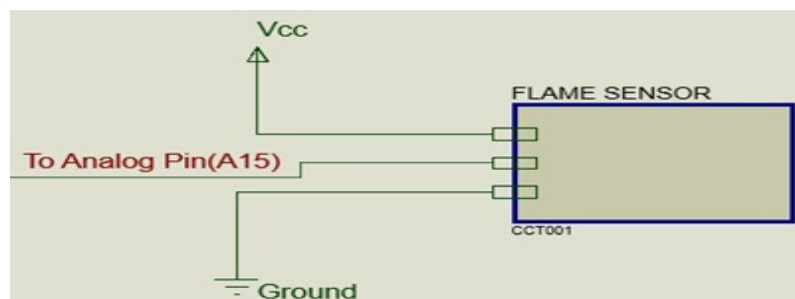 Vcc
FLAME SENSOR
To Analog Pin(A15)
CCT001
Ground